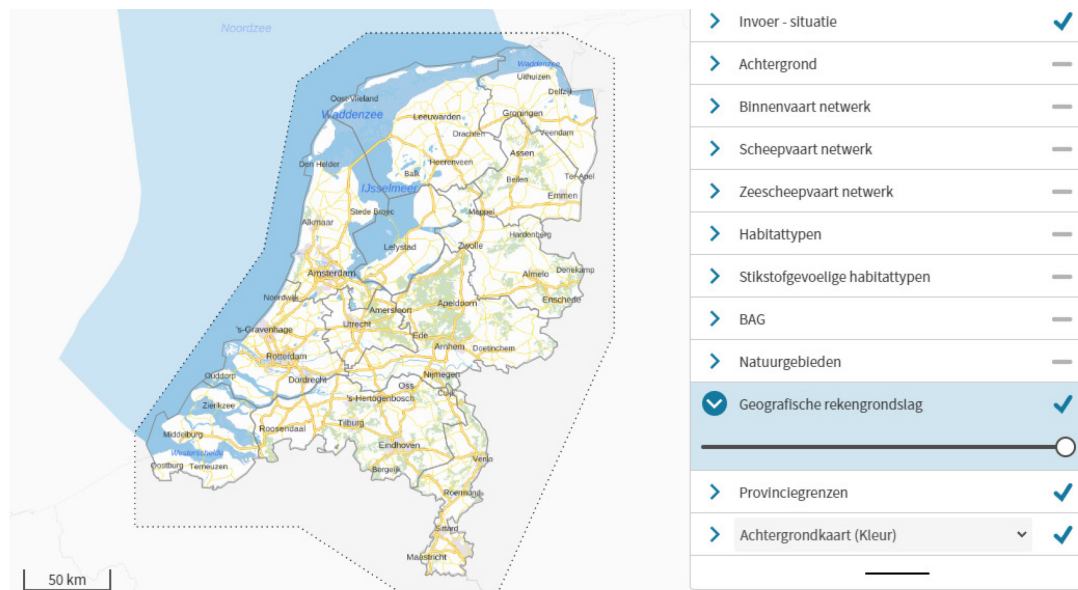 Noordzee
Waddenzee
Uithuizen
Delfzijl
Oost-Vlieland
Waddenzee
Leeuwarden
Groningen
Drachten
Veendam
Assen
Den Helder
Heerenveen
Balk
Beilen
Ter Apel
IJsselmeer
Emmen
Stede Broec
Meppel
Alkmaar
Hardenberg
Lelystad
Zwolle
Amsterdam
Almelo
Denekamp
Noordwijk
Enschede
Apeldoorn
Amersfoort
Utrecht
's-Gravenhage
Ede
Arnhem
Doetinchem
Rotterdam
Nijmegen
Ouddorp
Dordrecht
Oss
Cuijk
Zierikzee
's-Hertogenbosch
Middelburg
Roosendaal
Tilburg
Eindhoven
Westerschelde
Venlo
Oostburg
Terneuzen
Bergeijk
Roermond
Sittard
Maastricht
50 km
Invoer - situatie
Achtergrond
Binnenvaart netwerk
Scheepvaart netwerk
Zeescheepvaart netwerk
Habitattypen
Stikstofgevoelige habitattypen
BAG
Natuurgebieden
Geografische rekengrondslag
Provinciegrenzen
Achtergrondkaart (Kleur)